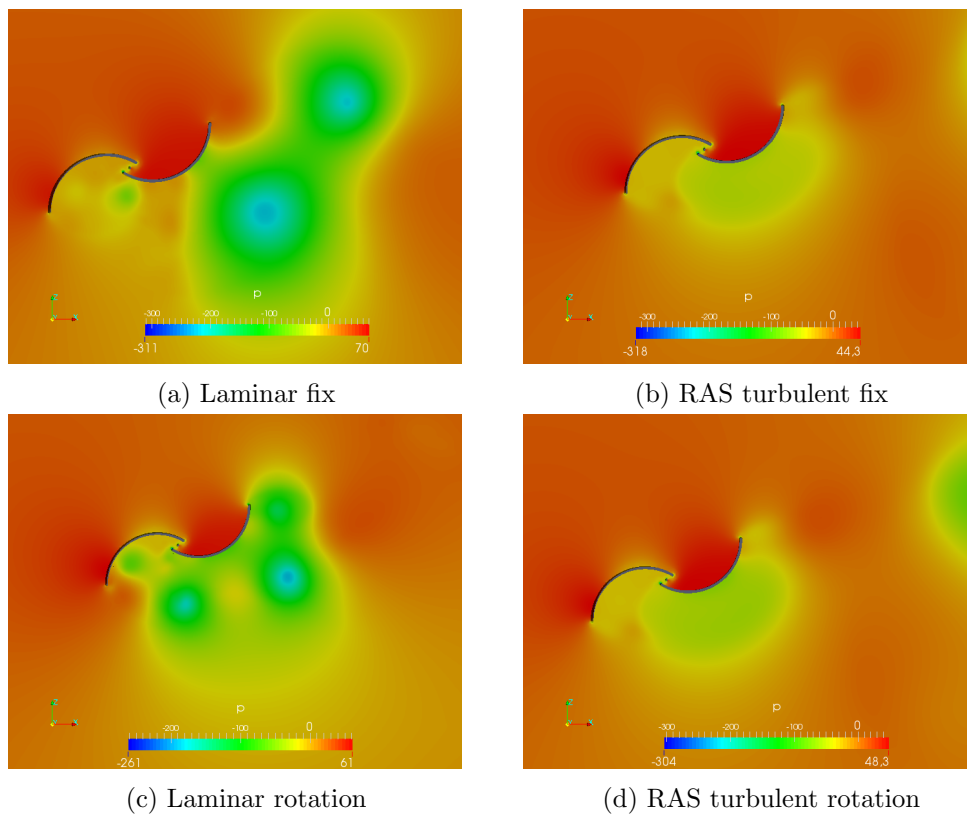 p
-300 -200 -100 0
-311 70
p
-300 -200 -100 0
-318 44,3
(a) Laminar fix
(b) RAS turbulent fix
p
-200 -100 0
-261 61
p
-300 -200 -100 0
-304 48,3
(c) Laminar rotation
(d) RAS turbulent rotation